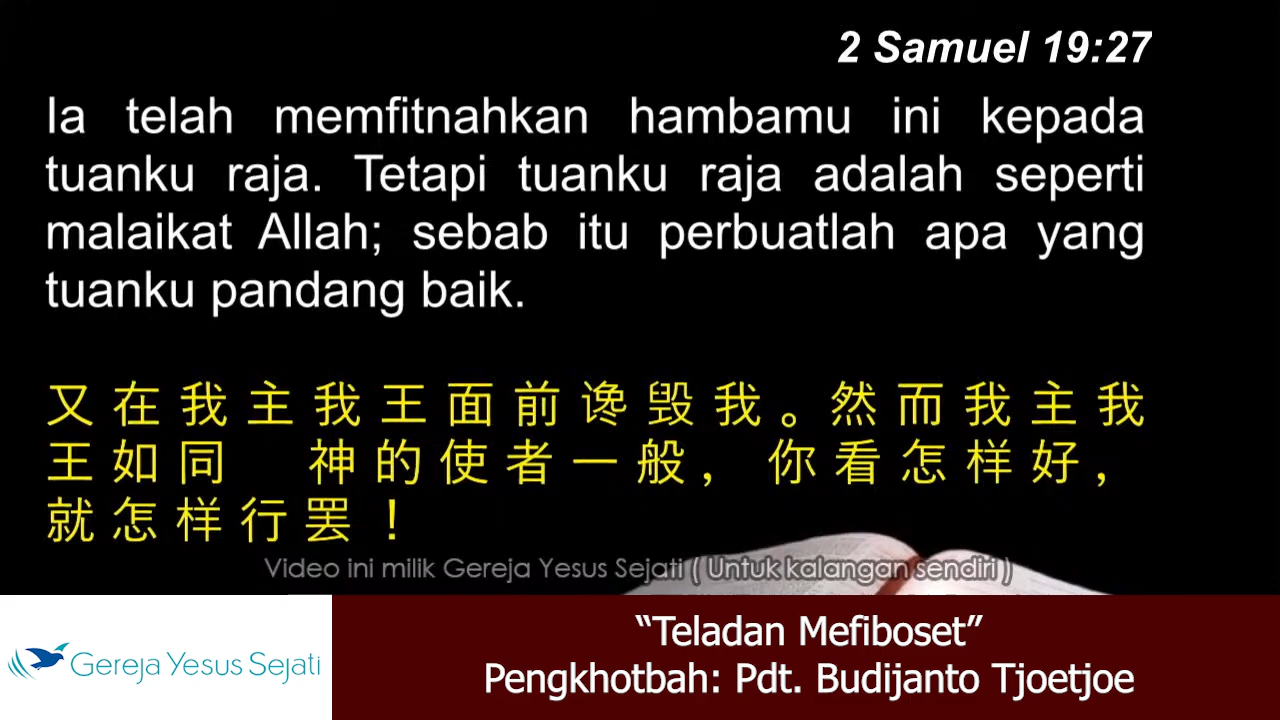 2 Samuel 19:27
Ia telah memfitnahkan hambamu ini kepada
tuanku raja. Tetapi tuanku raja adalah seperti
malaikat Allah; sebab itu perbuatlah apa yang
tuanku pandang baik.
又在我主我王面前谗毁我。然而我主我
王如同 神的使者一般，你看怎样好，
就怎样行罢！
Video ini milik Gereja Yesus Sejati ( Untuk kalangan sendiri )
“Teladan Mefiboset”
Gereja Yesus Sejati
Pengkhotbah: Pdt. Budijanto Tjoetjoe